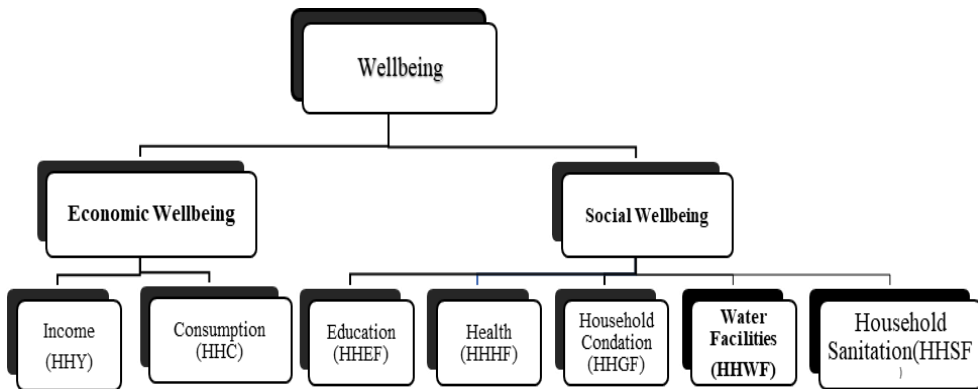 Wellbeing
Economic Wellbeing
Social Wellbeing
Income
(HHY)
Consumption
(HHC)
Education
(HHEF)
Health
(HHHF)
Household
Condation
(HHGF)
Water
Facilities
(HHWF)
Household
Sanitation(HHSF
)